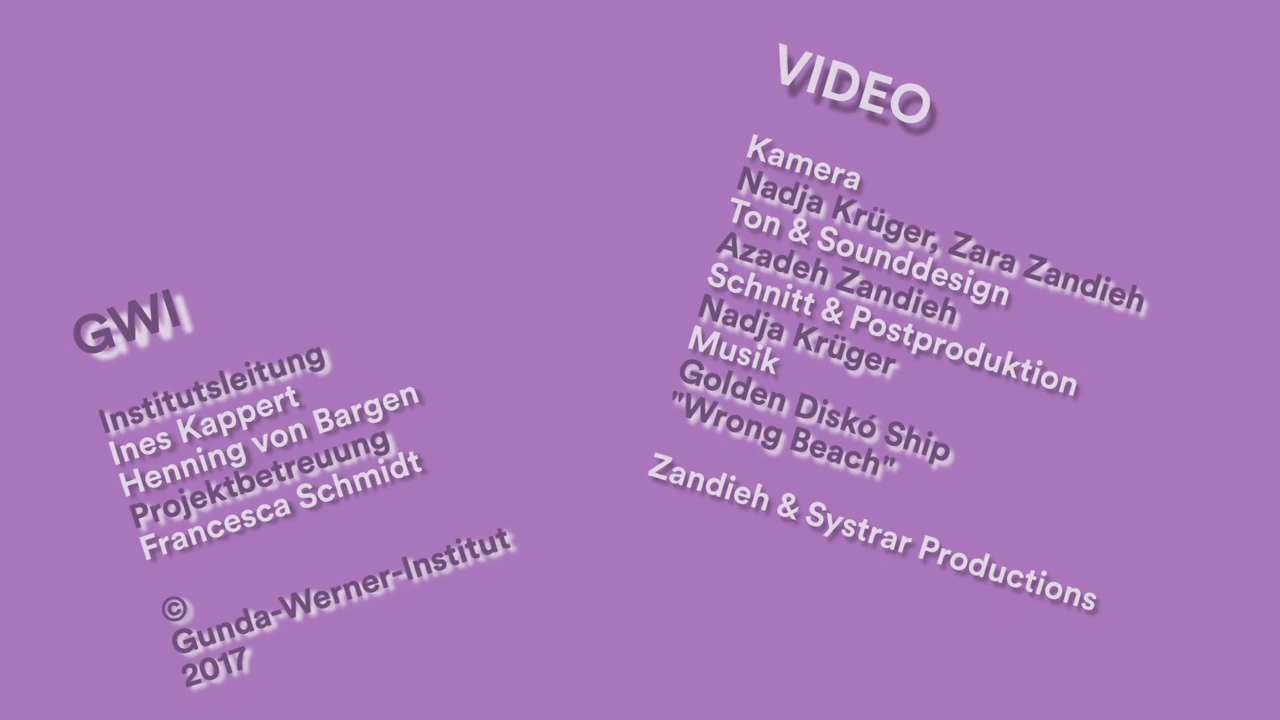 GWI
Institutsleitung
Ines Kappert
Henning von Bargen
Projektbetreuung
Francesca Schmidt
©
Gunda-Werner-Institut
2017
VIDEO
Kamera
Nadja Krüger, Zara Zandieh
Ton & Sounddesign
Azadeh Zandieh
Schnitt & Postproduktion
Nadja Krüger
Musik
Golden Diskó Ship
"Wrong Beach"
Zandieh & Systrar Productions